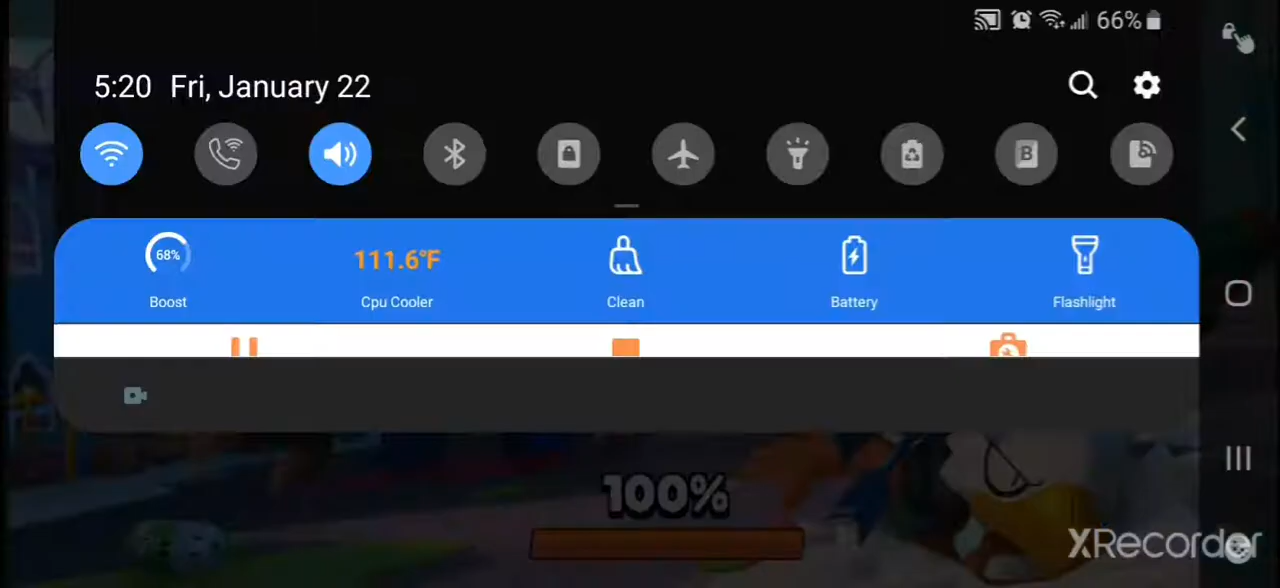 66%
5:20 Fri, January 22
B
68%
111.6°F
Boost
Cpu Cooler
Clean
Battery
Flashlight
100%
XRecorder